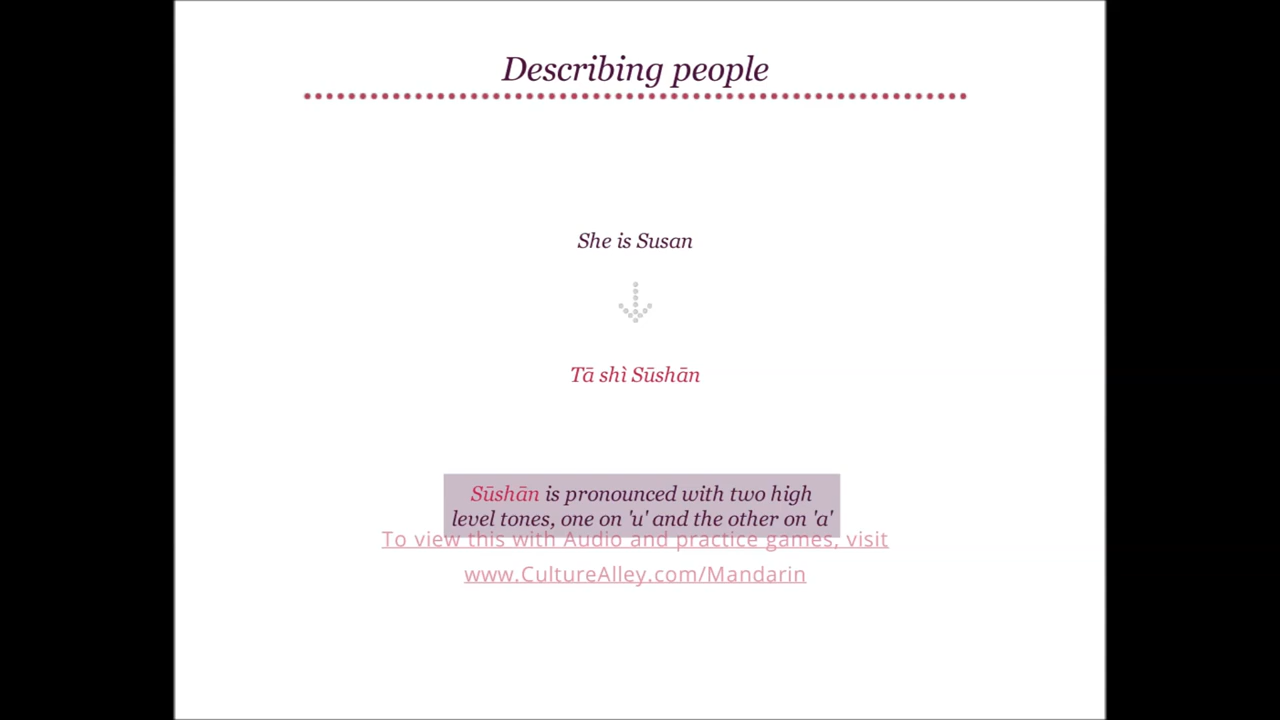 Describing people
She is Susan
Tā shì Sūshān
Sūshān is pronounced with two high
level tones, one on 'u' and the other on 'a'
To view this with Audio and practice games, visit
www.CultureAlley.com/Mandarin